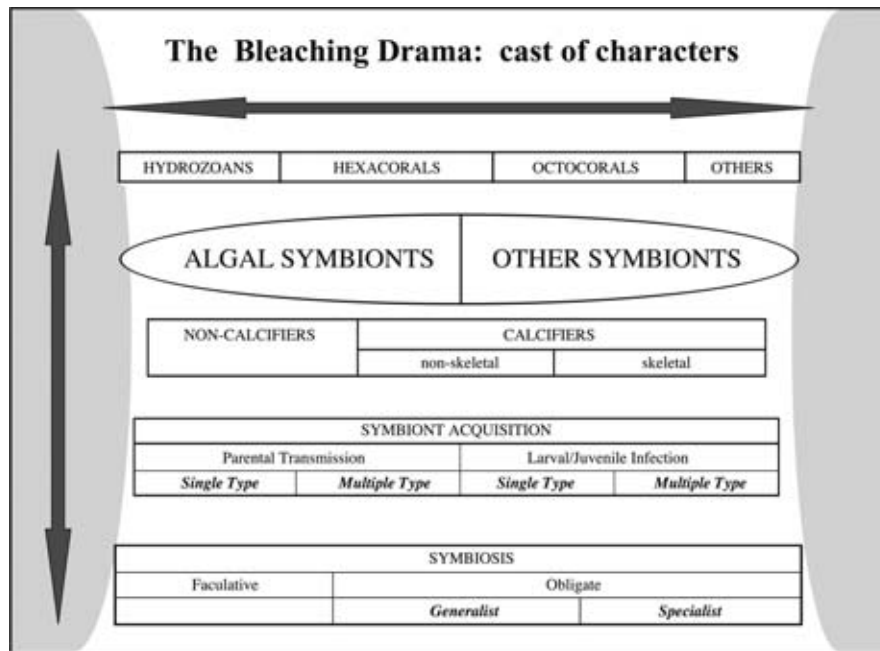 The Bleaching Drama: cast of characters
HYDROZOANS HEXACORALS OCTOCORALS OTHERS
ALGAL SYMBIONTS OTHER SYMBIONTS
NON-CALCIFIERS CALCIFIERS
non-skeletal skeletal
SYMBIONT ACQUISITION
Parental Transmission Larval/Juvenile Infection
Single Type Multiple Type Single Type Multiple Type
SYMBIOSIS
Faculative Obligate
Generalist Specialist